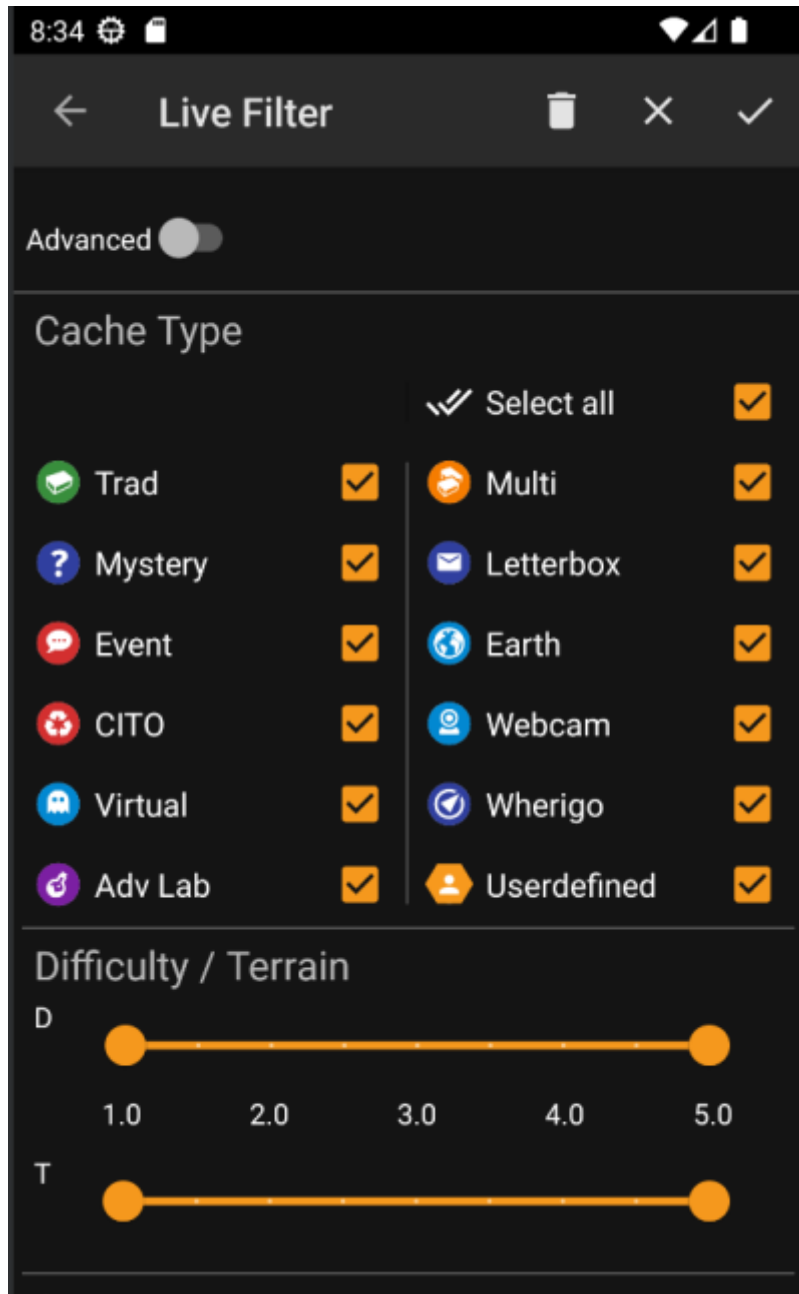 8:34
Live Filter
Advanced
Cache Type
Select all
Trad Multi
Mystery Letterbox
Event Earth
CITO Webcam
Virtual Wherigo
Adv Lab Userdefined
Difficulty / Terrain
D
1.0 2.0 3.0 4.0 5.0
T